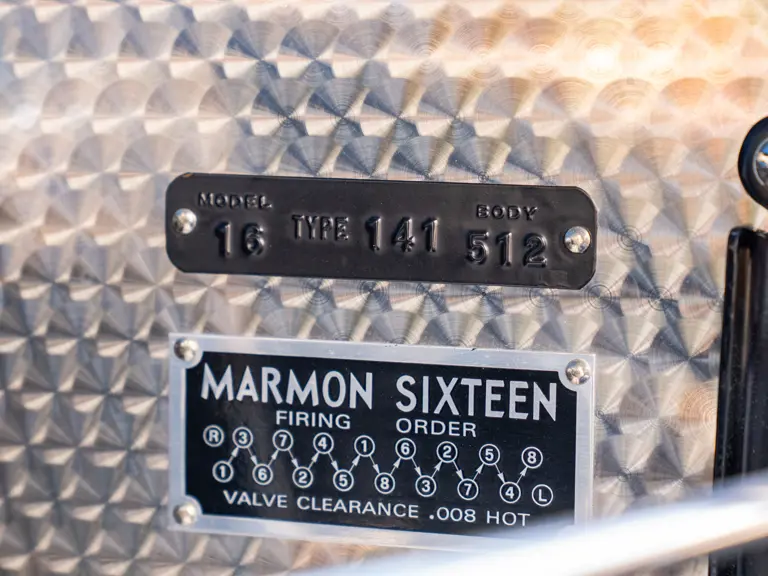 MODEL BODY
16 TYPE 141 512
MARMON SIXTEEN
FIRING ORDER
R 3 7 4 1 6 2 5 8
1 6 2 5 8 3 7 4 L
VALVE CLEARANCE .008 HOT